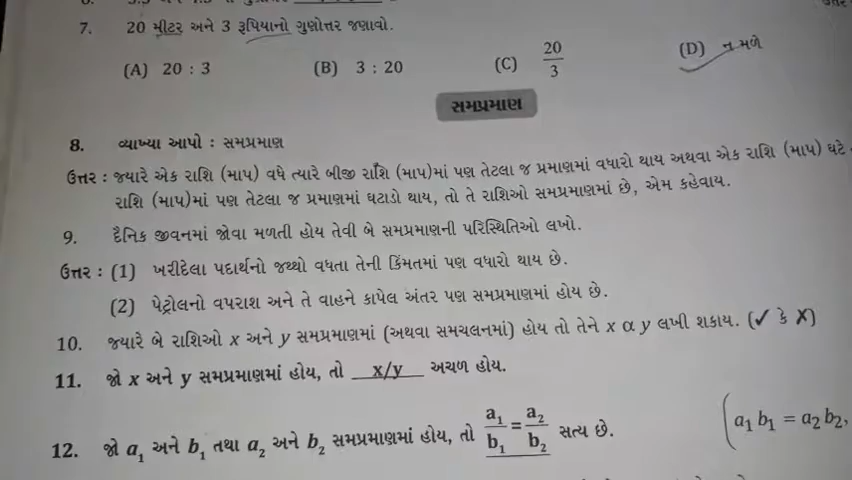 7. 20 મીટર અને 3 રૂપિયાનો ગુણોત્તર જણાવો.
(A) 20 : 3 (B) 3 : 20 (C) 20/3 (D) ન મળે
સમપ્રમાણ
8. વ્યાખ્યા આપો : સમપ્રમાણ
ઉત્તર : જ્યારે એક રાશિ (માપ) વધે ત્યારે બીજી રાશિ (માપ)માં પણ તેટલા જ પ્રમાણમાં વધારો થાય અથવા એક રાશિ (માપ) ઘટે
રાશિ (માપ)માં પણ તેટલા જ પ્રમાણમાં ઘટાડો થાય, તો તે રાશિઓ સમપ્રમાણમાં છે, એમ કહેવાય.
9. દૈનિક જીવનમાં જોવા મળતી હોય તેવી બે સમપ્રમાણની પરિસ્થિતિઓ લખો.
ઉત્તર : (1) ખરીદેલા પદાર્થનો જથ્થો વધતા તેની કિંમતમાં પણ વધારો થાય છે.
(2) પેટ્રોલનો વપરાશ અને તે વાહને કાપેલ અંતર પણ સમપ્રમાણમાં હોય છે.
10. જ્યારે બે રાશિઓ x અને y સમપ્રમાણમાં (અથવા સમચલનમાં) હોય તો તેને x α y લખી શકાય. (✓ કે ✗)
11. જો x અને y સમપ્રમાણમાં હોય, તો x/y અચળ હોય.
12. જો a₁ અને b₁ તથા a₂ અને b₂ સમપ્રમાણમાં હોય, તો a₁/b₁ = a₂/b₂ સત્ય છે. (a₁ b₁ = a₂ b₂,